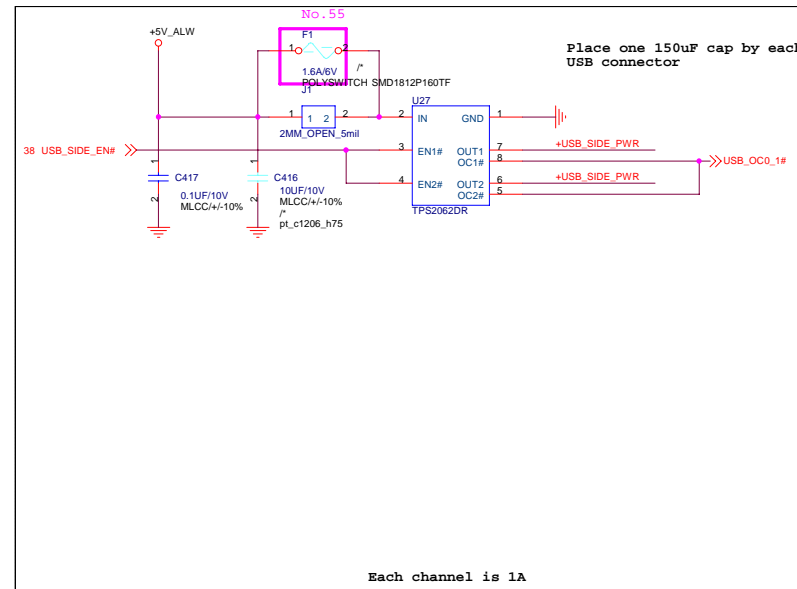 No.55
+5V_ALW
F1
1
2
1.6A/6V
/*
POLYSWITCH SMD1812P160TF
Place one 150uF cap by each
USB connector
J1
1
1 2
2
2MM_OPEN_5mil
U27
2
IN
GND
1
38 USB_SIDE_EN#
3
EN1#
OUT1
7
+USB_SIDE_PWR
OC1#
8
USB_OC0_1#
4
EN2#
OUT2
6
+USB_SIDE_PWR
OC2#
5
TPS2062DR
1
C417
2
0.1UF/10V
MLCC/+/-10%
1
C416
2
10UF/10V
MLCC/+/-10%
/*
pt_c1206_h75
Each channel is 1A